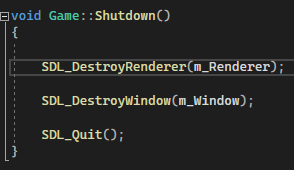 void Game::Shutdown()
{
SDL_DestroyRenderer(m_Renderer);
SDL_DestroyWindow(m_Window);
SDL_Quit();
}